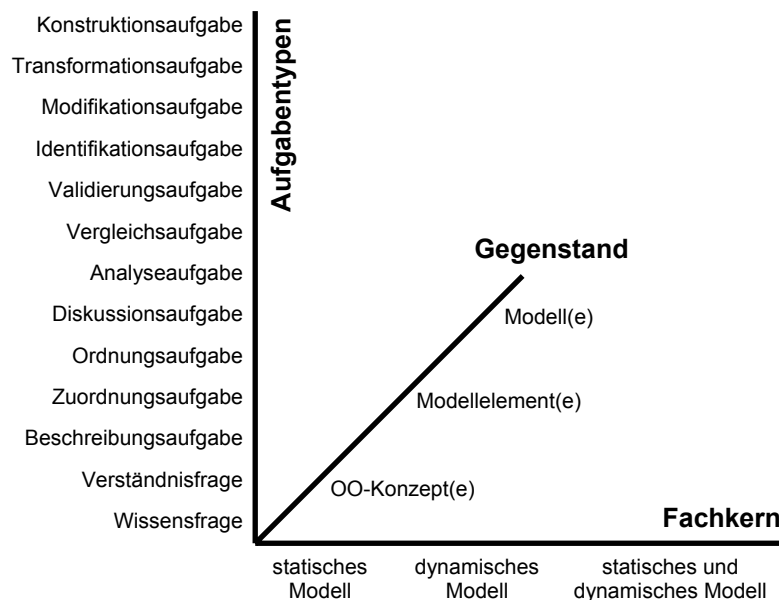 Konstruktionsaufgabe
Transformationsaufgabe
Modifikationsaufgabe
Identifikationsaufgabe
Validierungsaufgabe
Vergleichsaufgabe
Analyseaufgabe
Diskussionsaufgabe
Ordnungsaufgabe
Zuordnungsaufgabe
Beschreibungsaufgabe
Verständnisfrage
Wissensfrage
Aufgabentypen
Gegenstand
Modell(e)
Modellelement(e)
OO-Konzept(e)
Fachkern
statisches
Modell
dynamisches
Modell
statisches und
dynamisches Modell